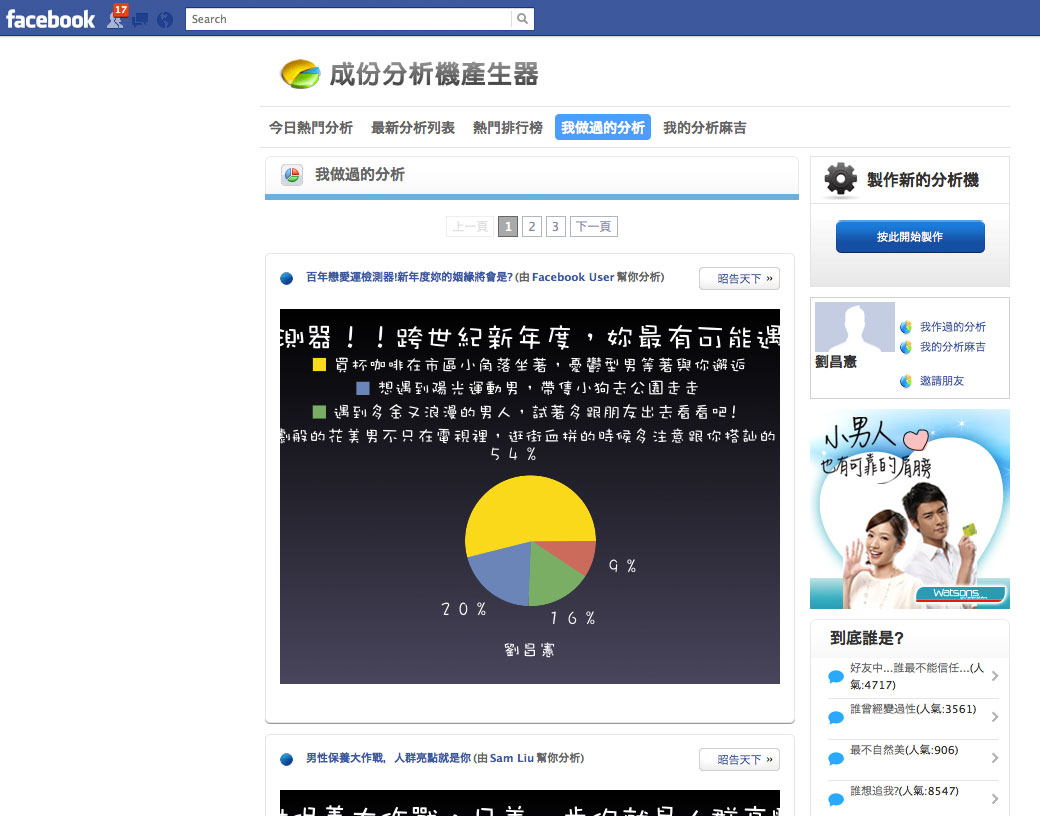 facebook
17
Search
成份分析機產生器
今日熱門分析 最新分析列表 熱門排行榜 我做過的分析 我的分析麻吉
我做過的分析
上一頁 1 2 3 下一頁
百年戀愛運檢測器!新年度妳的姻緣將會是? (由 Facebook User 幫你分析)
昭告天下 »
測器!!跨世紀新年度,妳最有可能遇
買杯咖啡在市區小角落坐著,憂鬱型男等著與你邂逅
想遇到陽光運動男,帶隻小狗去公園走走
遇到多金又浪漫的男人,試著多跟朋友出去看看吧!
劇般的花美男不只在電視裡,逛街血拼的時候多注意跟你搭訕的
54%
9%
20%
16%
劉昌憲
男性保養大作戰，人群亮點就是你 (由 Sam Liu 幫你分析)
昭告天下 »
製作新的分析機
按此開始製作
劉昌憲
我作過的分析
我的分析麻吉
邀請朋友
小男人
也有可靠的肩膀
watsons
到底誰是?
好友中...誰最不能信任...(人
氣:4717)
誰曾經變過性(人氣:3561)
最不自然美(人氣:906)
誰想追我?(人氣:8547)